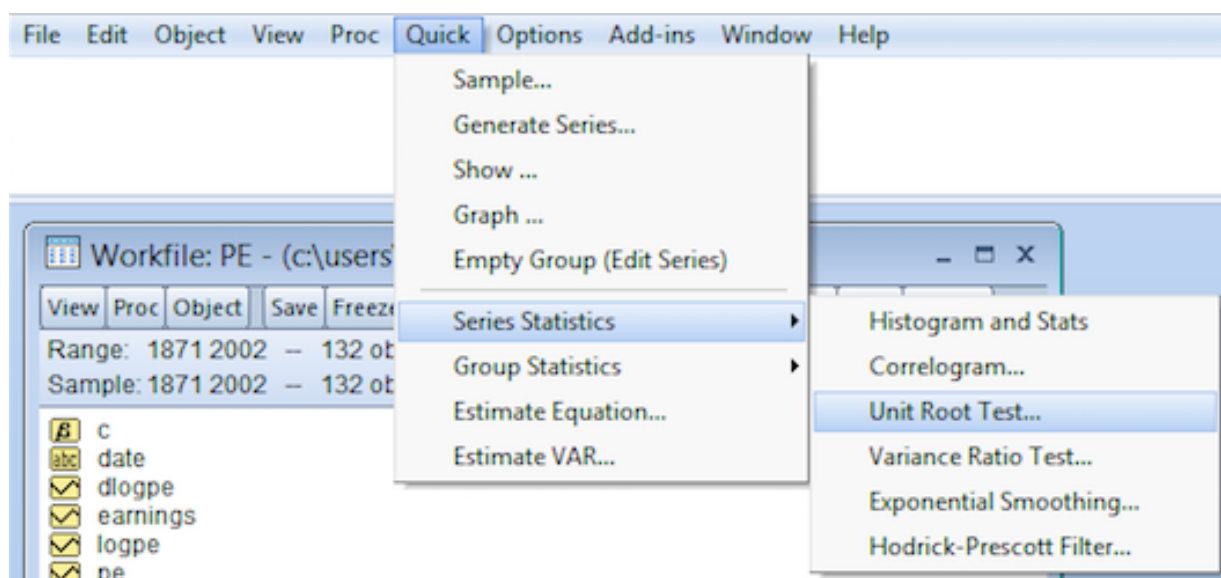 File Edit Object View Proc Quick Options Add-ins Window Help
Sample...
Generate Series...
Show ...
Graph ...
Empty Group (Edit Series)
Series Statistics
Group Statistics
Estimate Equation...
Estimate VAR...
Histogram and Stats
Correlogram...
Unit Root Test...
Variance Ratio Test...
Exponential Smoothing...
Hodrick-Prescott Filter...
Workfile: PE - (c:\users\
View Proc Object Save Freeze
Range: 1871 2002 -- 132 ob
Sample: 1871 2002 -- 132 ob
β c
abc date
dlogpe
earnings
logpe
pe